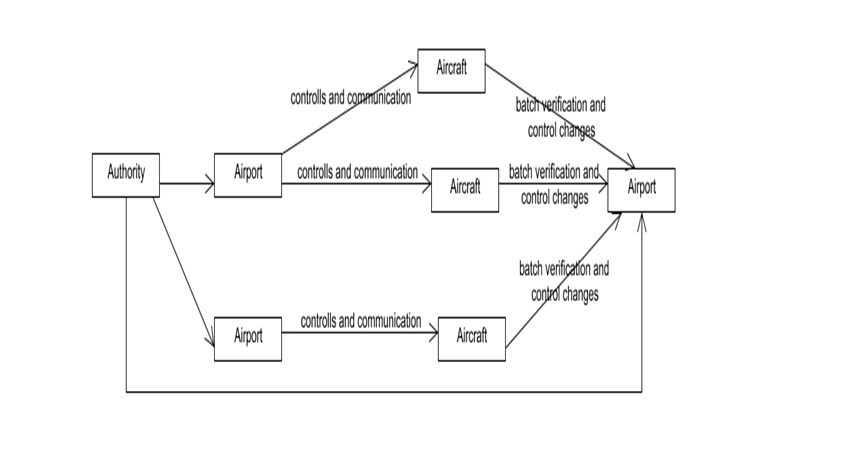 Aircraft
controlls and communication
batch verification and
control changes
Authority
Airport
controlls and communication
Aircraft
batch verification and
control changes
Airport
batch verification and
control changes
Airport
controlls and communication
Aircraft